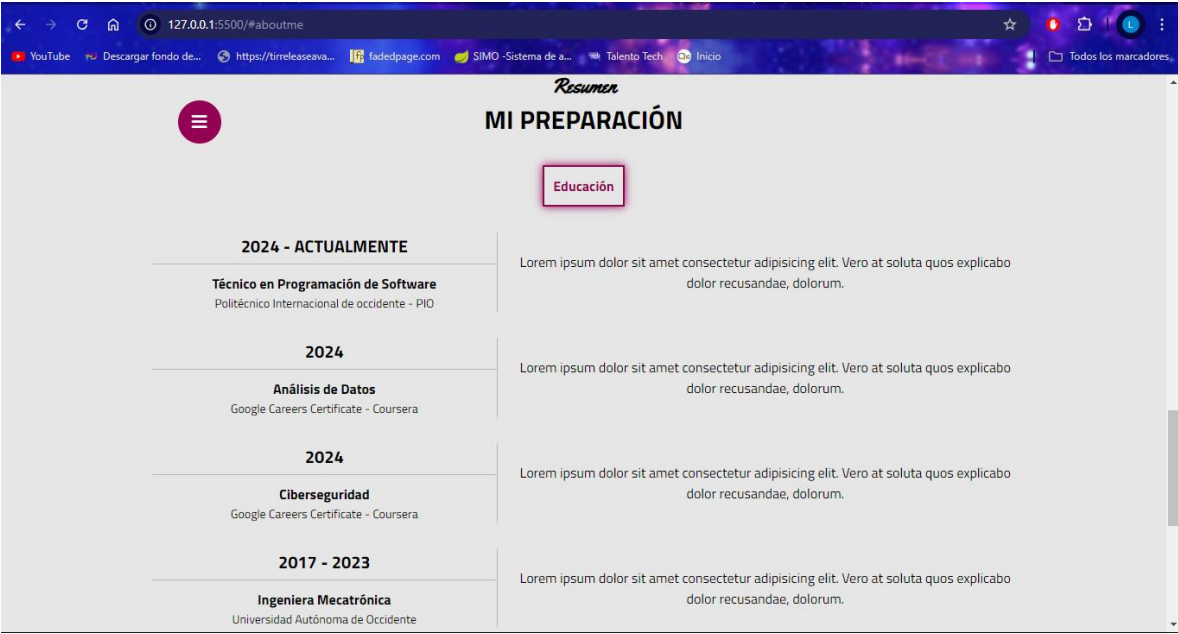 127.0.0.1:5500/#aboutme
L
YouTube Descargar fondo de... https://tirreleaseava... fadedpage.com SIMO -Sistema de a... Talento Tech Inicio Todos los marcadores
Resumen
MI PREPARACIÓN
Educación
2024 - ACTUALMENTE
Técnico en Programación de Software
Politécnico Internacional de occidente - PIO
Lorem ipsum dolor sit amet consectetur adipisicing elit. Vero at soluta quos explicabo
dolor recusandae, dolorum.
2024
Análisis de Datos
Google Careers Certificate - Coursera
Lorem ipsum dolor sit amet consectetur adipisicing elit. Vero at soluta quos explicabo
dolor recusandae, dolorum.
2024
Ciberseguridad
Google Careers Certificate - Coursera
Lorem ipsum dolor sit amet consectetur adipisicing elit. Vero at soluta quos explicabo
dolor recusandae, dolorum.
2017 - 2023
Ingeniera Mecatrónica
Universidad Autónoma de Occidente
Lorem ipsum dolor sit amet consectetur adipisicing elit. Vero at soluta quos explicabo
dolor recusandae, dolorum.